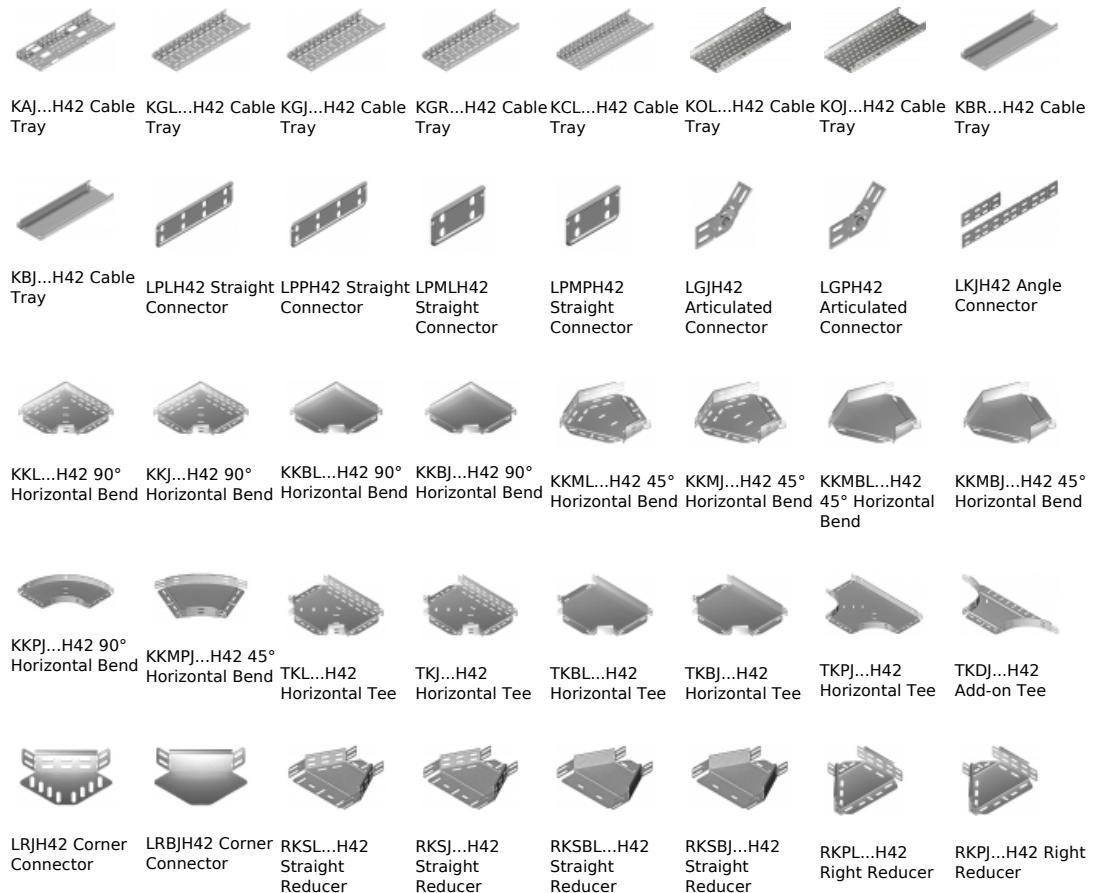 KAJ...H42 Cable
Tray
KGL...H42 Cable
Tray
KGJ...H42 Cable
Tray
KGR...H42 Cable
Tray
KCL...H42 Cable
Tray
KOL...H42 Cable
Tray
KOJ...H42 Cable
Tray
KBR...H42 Cable
Tray
KBJ...H42 Cable
Tray
LPLH42 Straight
Connector
LPPH42 Straight
Connector
LPMLH42
Straight
Connector
LPMPH42
Straight
Connector
LGJH42
Articulated
Connector
LGPH42
Articulated
Connector
LKJH42 Angle
Connector
KKL...H42 90°
Horizontal Bend
KKJ...H42 90°
Horizontal Bend
KKBL...H42 90°
Horizontal Bend
KKBJ...H42 90°
Horizontal Bend
KKML...H42 45°
Horizontal Bend
KKMJ...H42 45°
Horizontal Bend
KKMBL...H42
45° Horizontal
Bend
KKMBJ...H42 45°
Horizontal Bend
KKPJ...H42 90°
Horizontal Bend
KKMPJ...H42 45°
Horizontal Bend
TKL...H42
Horizontal Tee
TKJ...H42
Horizontal Tee
TKBL...H42
Horizontal Tee
TKBJ...H42
Horizontal Tee
TKPJ...H42
Horizontal Tee
TKDJ...H42
Add-on Tee
LRJH42 Corner
Connector
LRBJH42 Corner
Connector
RKSL...H42
Straight
Reducer
RKSJ...H42
Straight
Reducer
RKSBL...H42
Straight
Reducer
RKSBJ...H42
Straight
Reducer
RKPL...H42
Right Reducer
RKPJ...H42 Right
Reducer